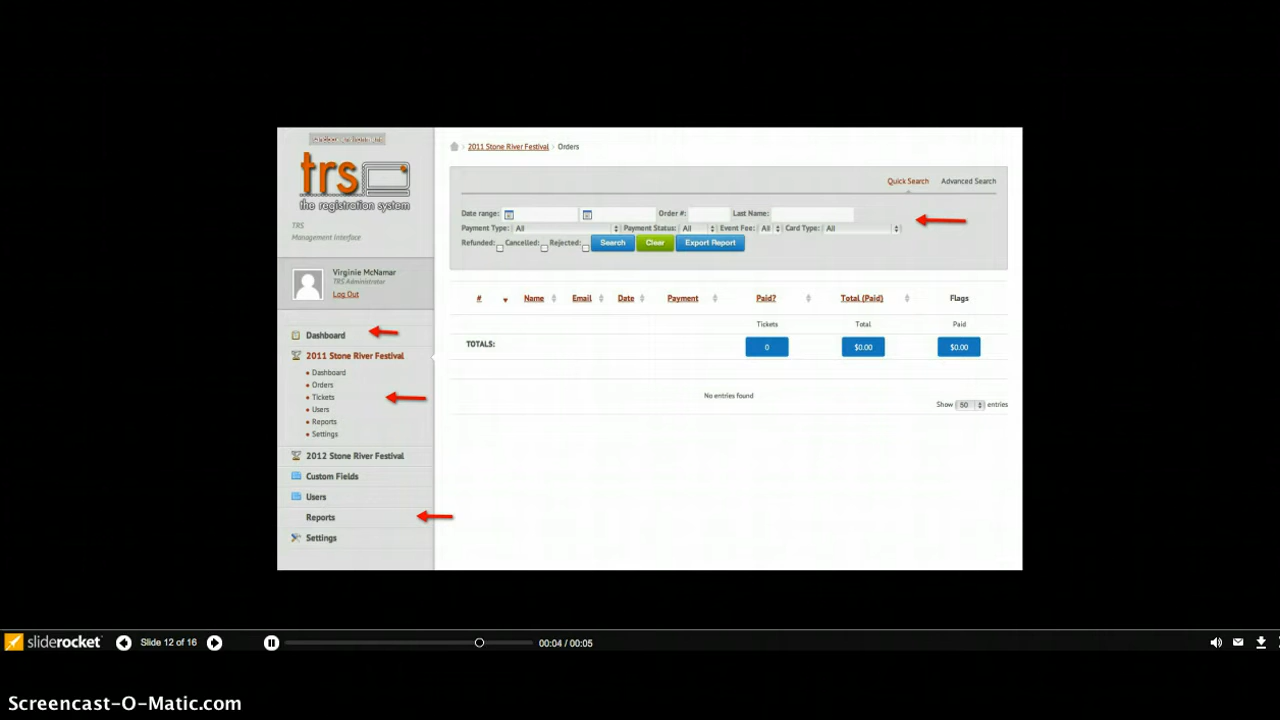 trs
the registration system
TRS
Management Interface
Virginie McNamar
TRS Administrator
Log Out
Dashboard
2011 Stone River Festival
Dashboard
Orders
Tickets
Users
Reports
Settings
2012 Stone River Festival
Custom Fields
Users
Reports
Settings
2011 Stone River Festival > Orders
Quick Search Advanced Search
Date range: Order #: Last Name:
Payment Type: All Payment Status: All Event Fee: All Card Type: All
Refunded: Cancelled: Rejected: Search Clear Export Report
# Name Email Date Payment Paid? Total (Paid) Flags
Tickets Total Paid
TOTALS: 0 $0.00 $0.00
No entries found
Show 50 entries
sliderocket Slide 12 of 16 00:04 / 00:05
Screencast-O-Matic.com